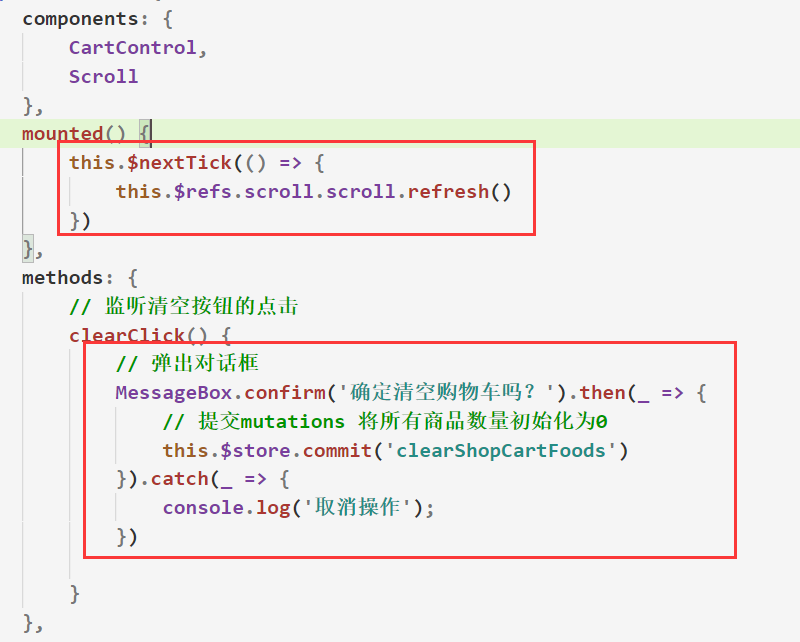 components: {
    CartControl,
    Scroll
},
mounted() {
    this.$nextTick(() => {
        this.$refs.scroll.scroll.refresh()
    })
},
methods: {
    // 监听清空按钮的点击
    clearClick() {
        // 弹出对话框
        MessageBox.confirm('确定清空购物车吗？').then(_ => {
            // 提交mutations 将所有商品数量初始化为0
            this.$store.commit('clearShopCartFoods')
        }).catch(_ => {
            console.log('取消操作');
        })
    }
},